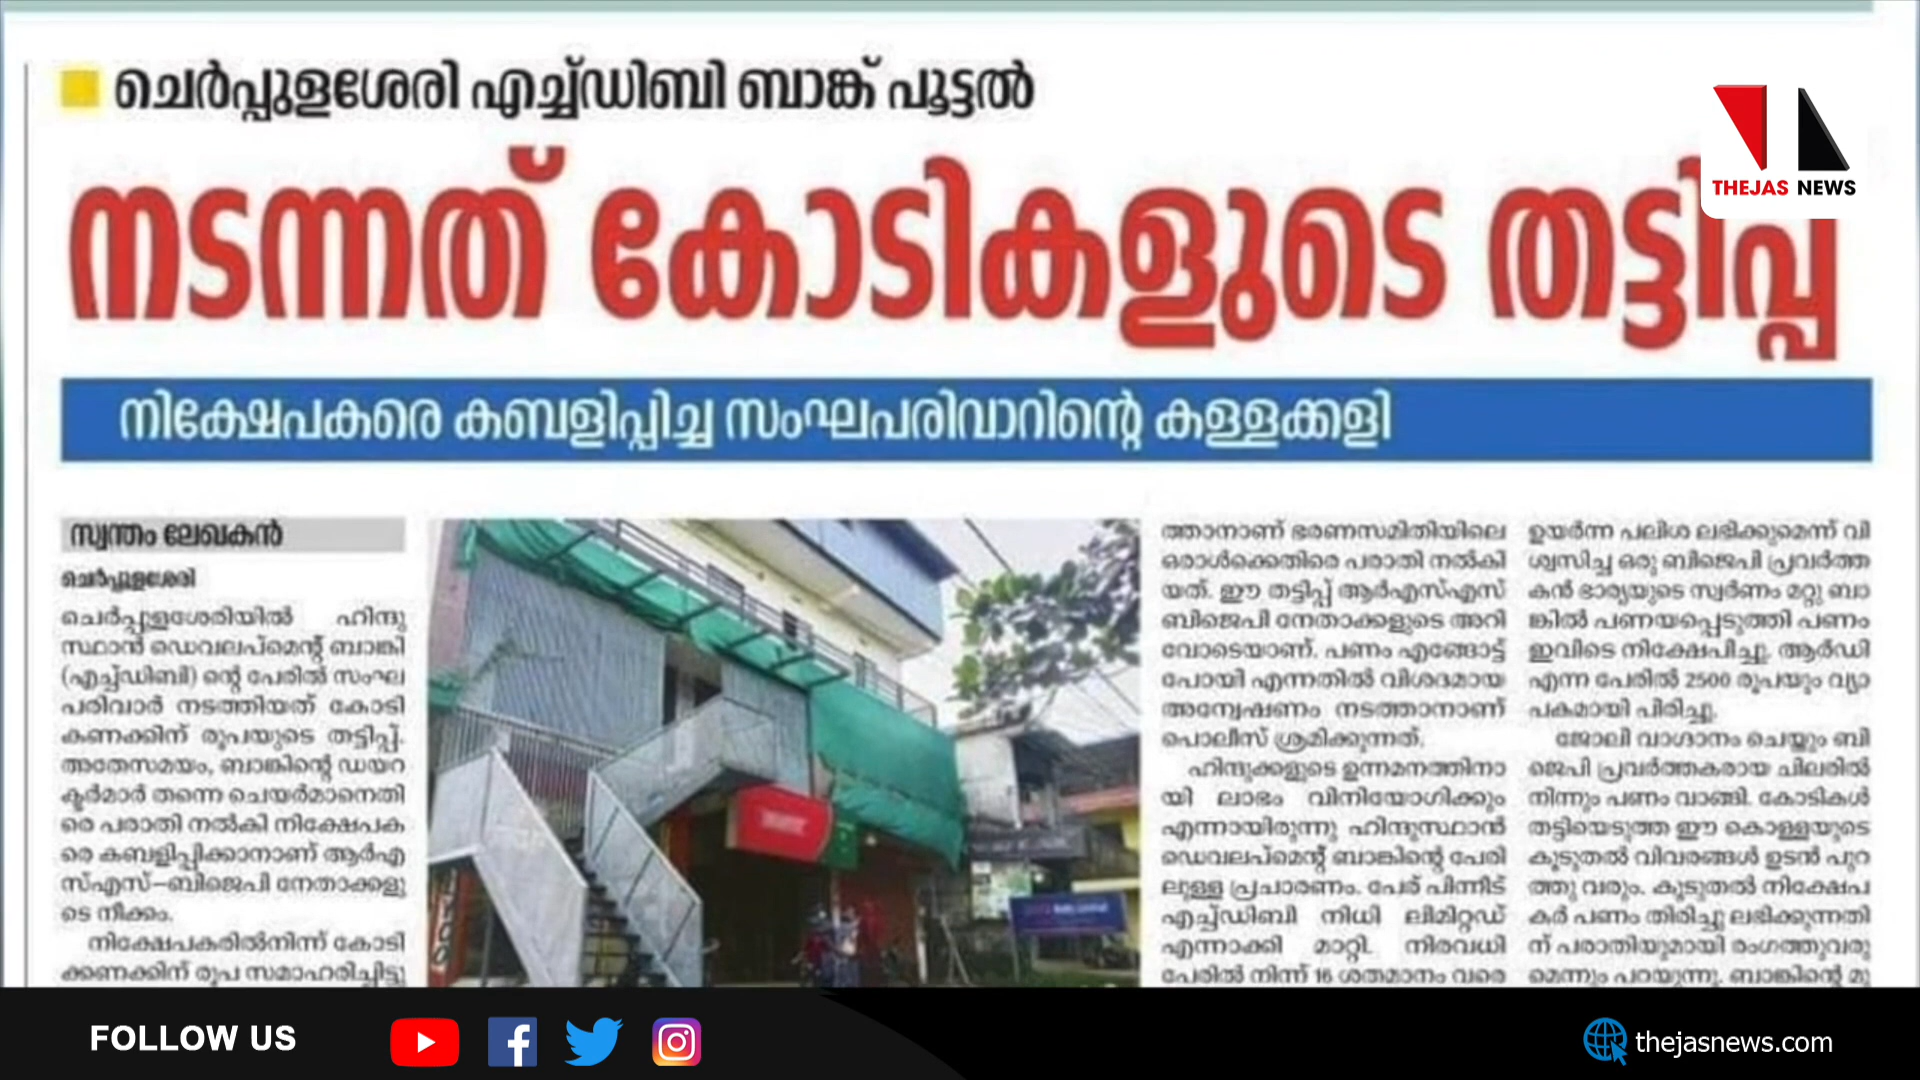 ചെർപ്പുളശേരി എച്ച്ഡിബി ബാങ്ക് പൂട്ടൽ
THEJAS NEWS
നടന്നത് കോടികളുടെ തട്ടിപ്പ
നിക്ഷേപകരെ കബളിപ്പിച്ച സംഘപരിവാറിന്റെ കള്ളക്കളി
സ്വന്തം ലേഖകൻ
ചെർപ്പുളശേരി
ചെർപ്പുളശേരിയിൽ ഹിന്ദു
സ്ഥാൻ ഡെവലപ്മെന്റ് ബാങ്കി
(എച്ച്ഡിബി) ന്റെ പേരിൽ സംഘ
പരിവാർ നടത്തിയത് കോടി
കണക്കിന് രൂപയുടെ തട്ടിപ്പ്.
അതേസമയം, ബാങ്കിന്റെ ഡയറ
ക്ടർമാർ തന്നെ ചെയർമാനെതി
രെ പരാതി നൽകി നിക്ഷേപക
രെ കബളിപ്പിക്കാനാണ് ആർഎ
സ്എസ്–ബിജെപി നേതാക്കളു
ടെ നീക്കം.
നിക്ഷേപകരിൽനിന്ന് കോടി
ക്കണക്കിന് രൂപ സമാഹരിച്ചിട്ടു
ത്താനാണ് ഭരണസമിതിയിലെ
ഒരാൾക്കെതിരെ പരാതി നൽകി
യത്. ഈ തട്ടിപ്പ് ആർഎസ്എസ്
ബിജെപി നേതാക്കളുടെ അറി
വോടെയാണ്. പണം എങ്ങോട്ട്
പോയി എന്നതിൽ വിശദമായ
അന്വേഷണം നടത്താനാണ്
പൊലീസ് ശ്രമിക്കുന്നത്.
ഹിന്ദുക്കളുടെ ഉന്നമനത്തിനാ
യി ലാഭം വിനിയോഗിക്കും
എന്നായിരുന്നു ഹിന്ദുസ്ഥാൻ
ഡെവലപ്മെന്റ് ബാങ്കിന്റെ പേരി
ലുള്ള പ്രചാരണം. പേര് പിന്നീട്
എച്ച്ഡിബി നിധി ലിമിറ്റഡ്
എന്നാക്കി മാറ്റി. നിരവധി
പേരിൽ നിന്ന് 16 ശതമാനം വരെ
ഉയർന്ന പലിശ ലഭിക്കുമെന്ന് വി
ശ്വസിച്ച ഒരു ബിജെപി പ്രവർത്ത
കൻ ഭാര്യയുടെ സ്വർണം മറ്റു ബാ
ങ്കിൽ പണയപ്പെടുത്തി പണം
ഇവിടെ നിക്ഷേപിച്ചു. ആർഡി
എന്ന പേരിൽ 2500 രൂപയും വ്യാ
പകമായി പിരിച്ചു.
ജോലി വാഗ്ദാനം ചെയ്തും ബി
ജെപി പ്രവർത്തകരായ ചിലരിൽ
നിന്നും പണം വാങ്ങി. കോടികൾ
തട്ടിയെടുത്ത ഈ കൊള്ളയുടെ
കൂടുതൽ വിവരങ്ങൾ ഉടൻ പുറ
ത്തു വരും. കൂടുതൽ നിക്ഷേപ
കർ പണം തിരിച്ചു ലഭിക്കുന്നതി
ന് പരാതിയുമായി രംഗത്തുവരു
മെന്നും പറയുന്നു. ബാങ്കിന്റെ മു
FOLLOW US
thejasnews.com